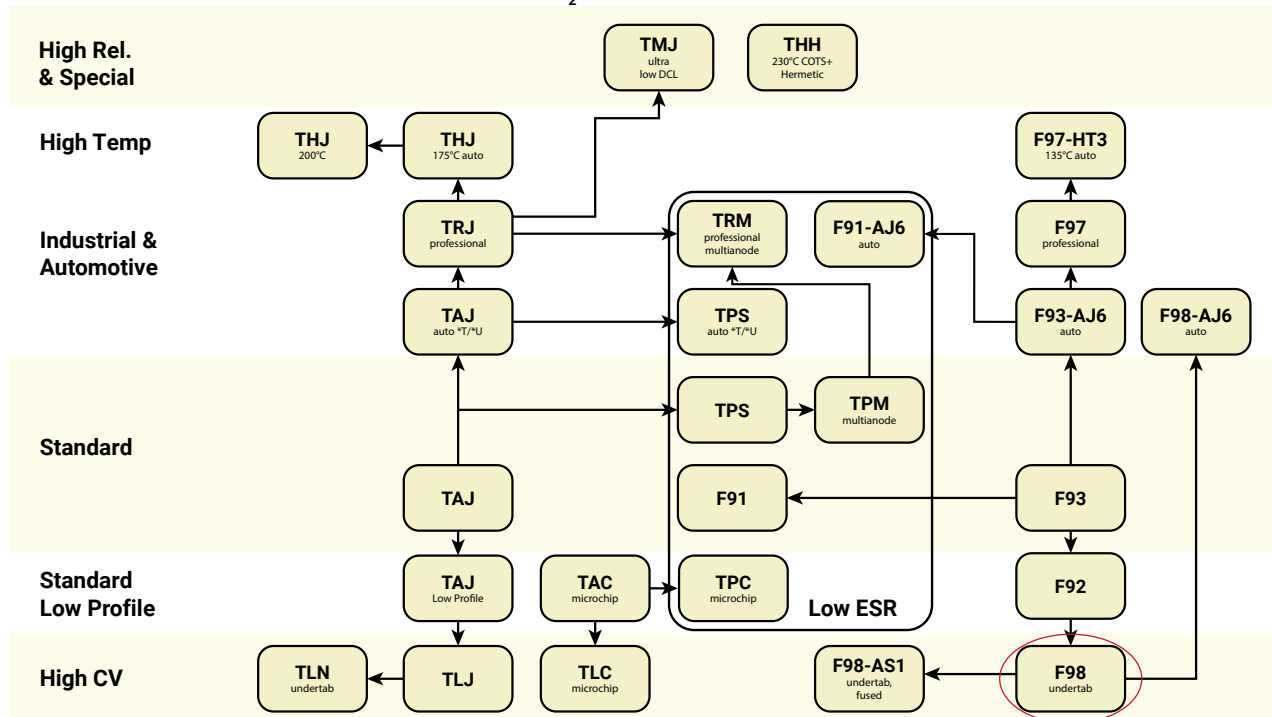 2
High Rel.
& Special
TMJ
ultra
low DCL
THH
230°C COTS+
Hermetic
High Temp
THJ
200°C
THJ
175°C auto
F97-HT3
135°C auto
Industrial &
Automotive
TRJ
professional
TRM
professional
multianode
F91-AJ6
auto
F97
professional
TAJ
auto *T/*U
TPS
auto *T/*U
F93-AJ6
auto
F98-AJ6
auto
Standard
TPS
TPM
multianode
TAJ
F91
F93
Standard
Low Profile
TAJ
Low Profile
TAC
microchip
TPC
microchip
Low ESR
F92
High CV
TLN
undertab
TLJ
TLC
microchip
F98-AS1
undertab,
fused
F98
undertab